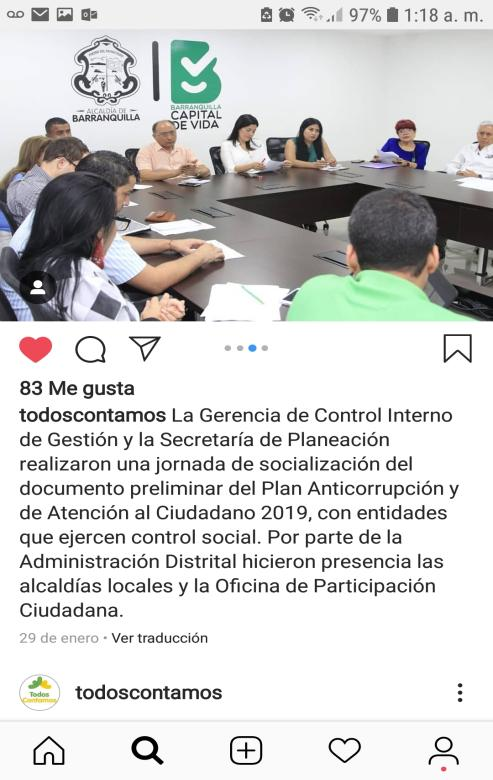 97% 1:18 a. m.
ALCALDÍA DE
BARRANQUILLA
BARRANQUILLA
CAPITAL
DE VIDA
83 Me gusta
todoscontamos La Gerencia de Control Interno
de Gestión y la Secretaría de Planeación
realizaron una jornada de socialización del
documento preliminar del Plan Anticorrupción y
de Atención al Ciudadano 2019, con entidades
que ejercen control social. Por parte de la
Administración Distrital hicieron presencia las
alcaldías locales y la Oficina de Participación
Ciudadana.
29 de enero • Ver traducción
Todos
Contamos
todoscontamos